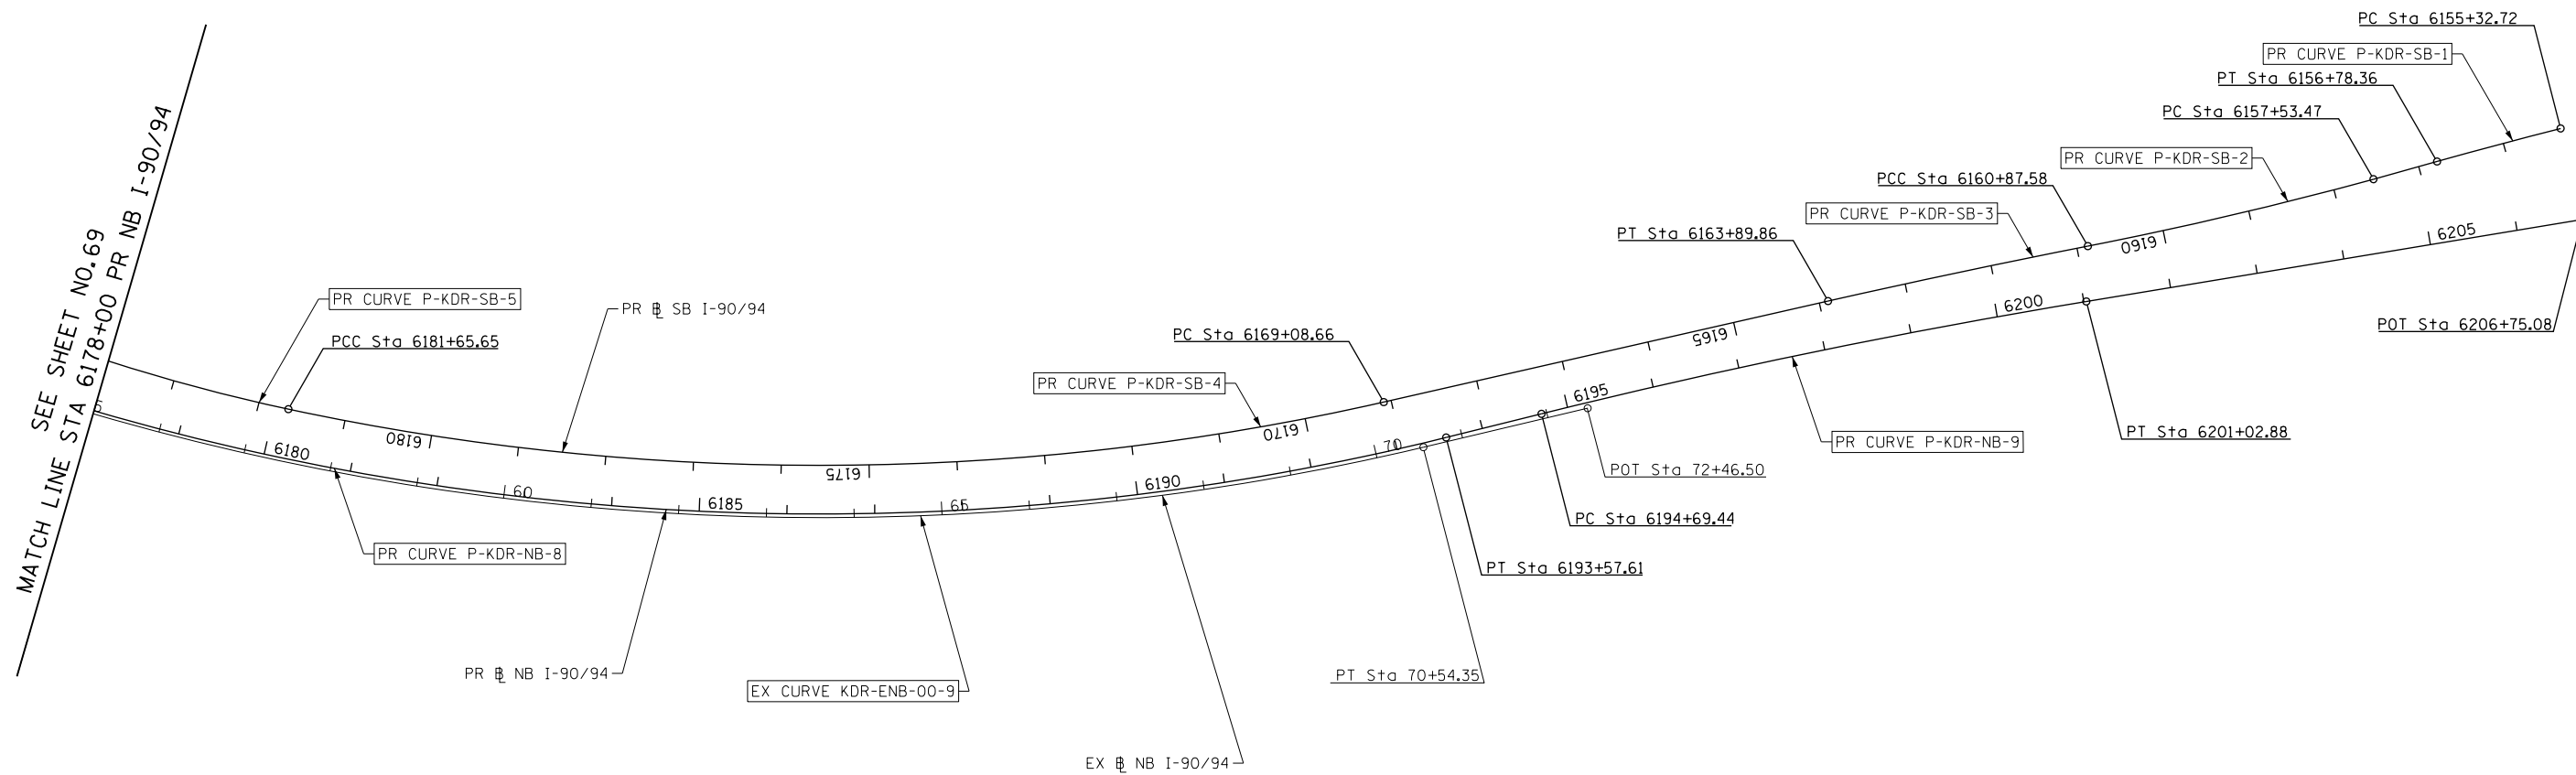 PC Sta 6155+32.72
PR CURVE P-KDR-SB-1
PT Sta 6156+78.36
PC Sta 6157+53.47
PR CURVE P-KDR-SB-2
PCC Sta 6160+87.58
PR CURVE P-KDR-SB-3
PT Sta 6163+89.86
6160
6205
6200
POT Sta 6206+75.08
SEE SHEET NO.69
MATCH LINE STA 6178+00 PR NB I-90/94
PR CURVE P-KDR-SB-5
PR ⅊ SB I-90/94
PCC Sta 6181+65.65
PC Sta 6169+08.66
PR CURVE P-KDR-SB-4
6165
6195
6170
6180
70
PR CURVE P-KDR-NB-9
PT Sta 6201+02.88
6180
6175
POT Sta 72+46.50
6190
60
6185
65
PC Sta 6194+69.44
PR CURVE P-KDR-NB-8
PT Sta 6193+57.61
PR ⅊ NB I-90/94
EX CURVE KDR-ENB-00-9
PT Sta 70+54.35
EX ⅊ NB I-90/94